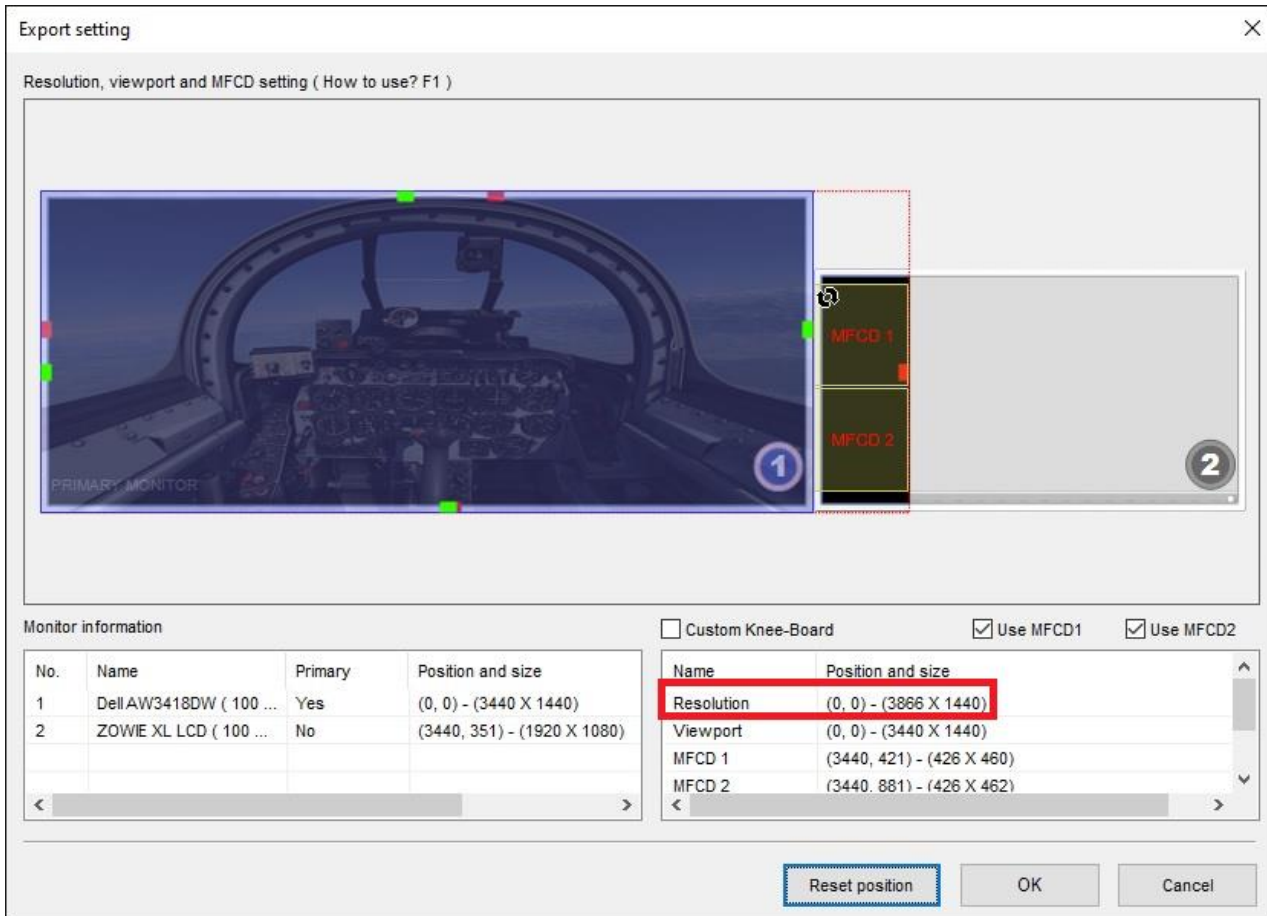 Export setting
Resolution, viewport and MFCD setting ( How to use? F1 )
MFCD 1
MFCD 2
PRIMARY MONITOR
1
2
Monitor information
Custom Knee-Board
Use MFCD1
Use MFCD2
No. Name Primary Position and size
1 Dell AW3418DW ( 100 ... Yes (0, 0) - (3440 X 1440)
2 ZOWIE XL LCD ( 100 ... No (3440, 351) - (1920 X 1080)
Name Position and size
Resolution (0, 0) - (3866 X 1440)
Viewport (0, 0) - (3440 X 1440)
MFCD 1 (3440, 421) - (426 X 460)
MFCD 2 (3440, 881) - (426 X 462)
Reset position
OK
Cancel